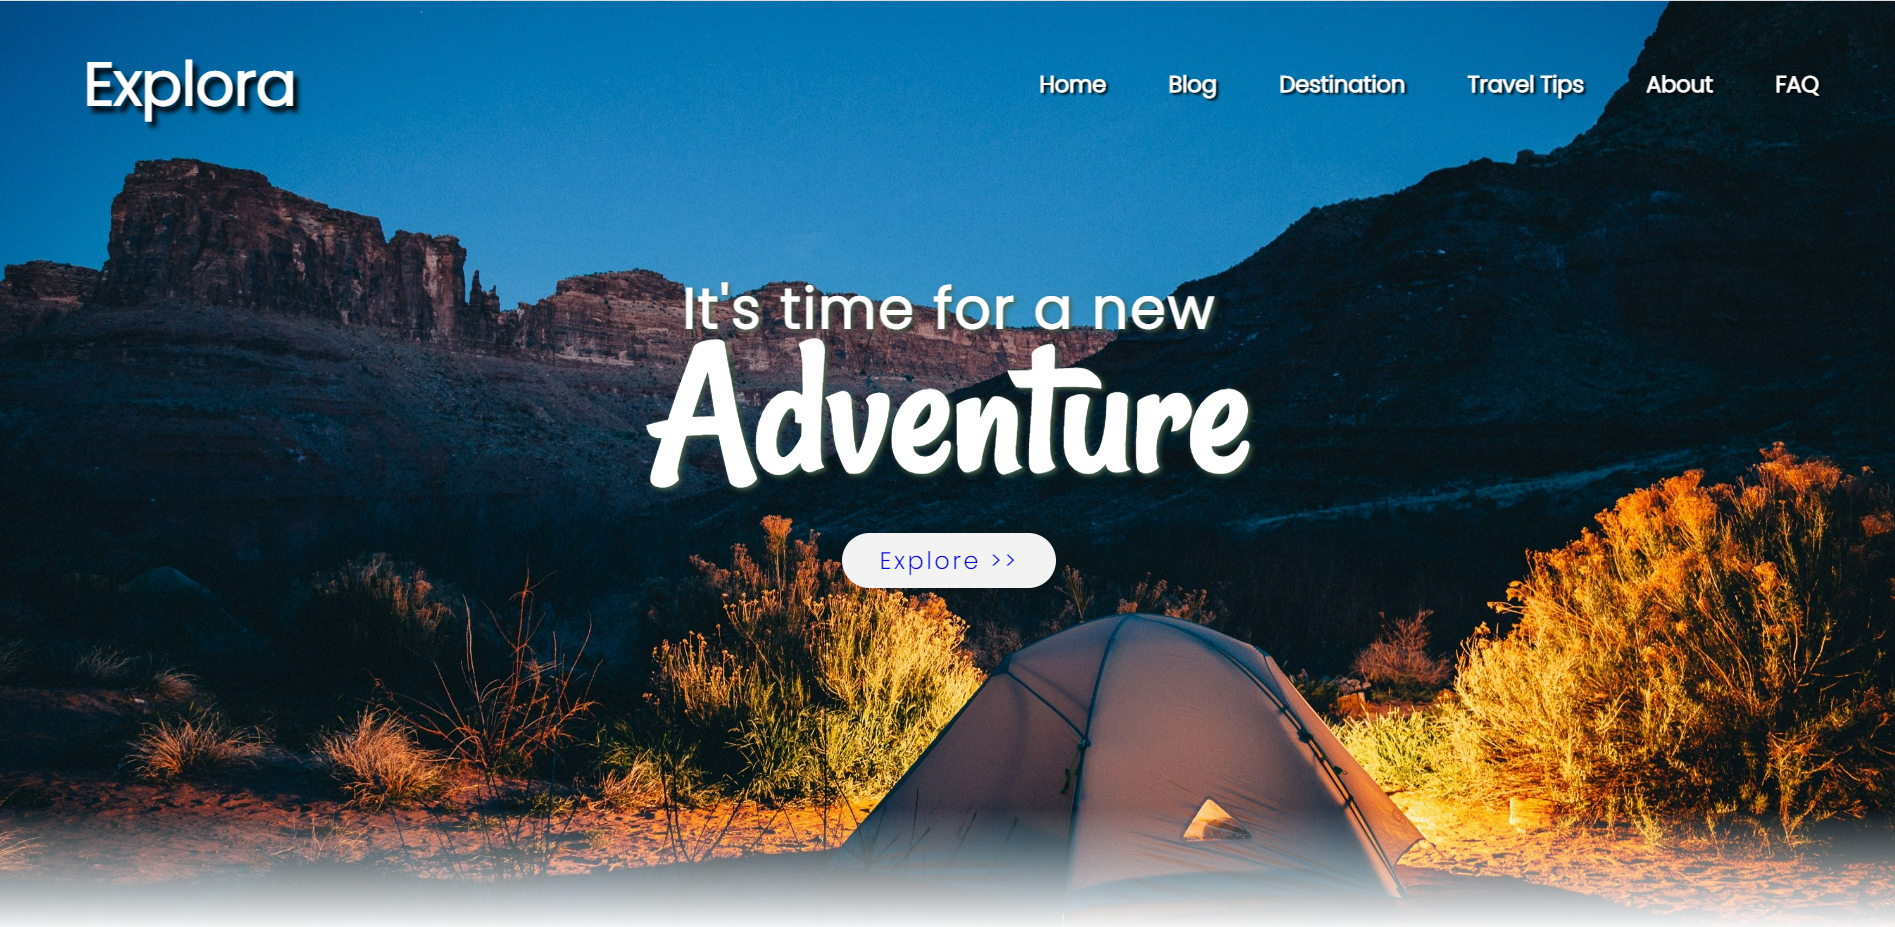 Explora
Home Blog Destination Travel Tips About FAQ
It's time for a new
Adventure
Explore >>